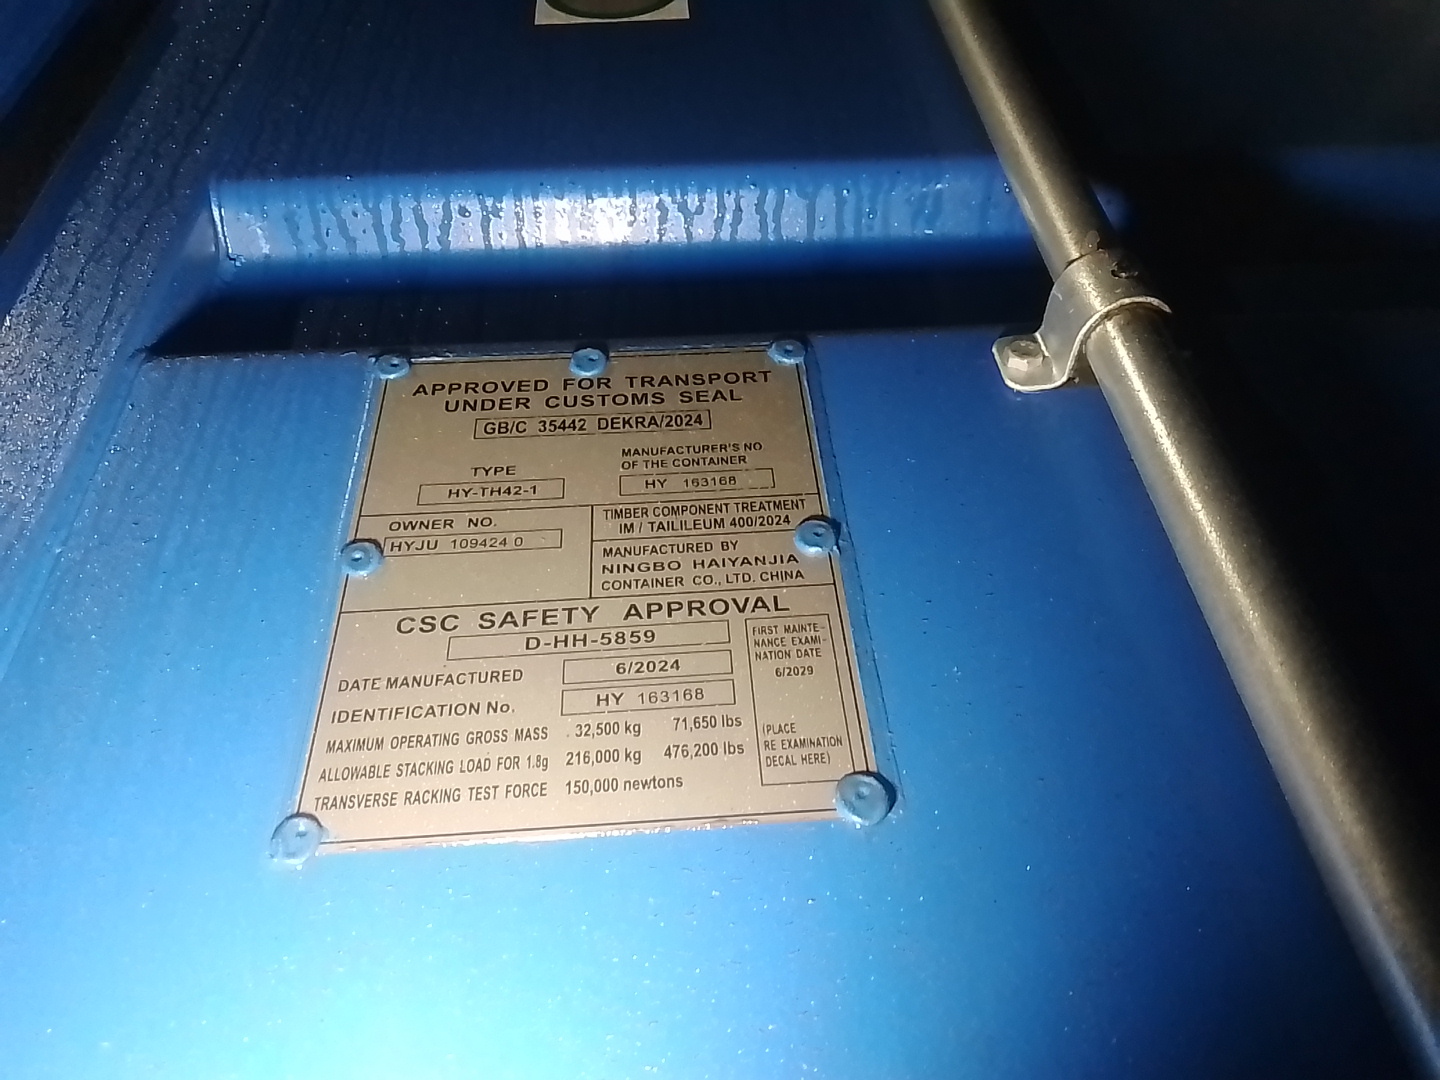 APPROVED FOR TRANSPORT
UNDER CUSTOMS SEAL
GB/C 35442 DEKRA/2024
TYPE
HY-TH42-1
MANUFACTURER'S NO
OF THE CONTAINER
HY 163168
OWNER NO.
HYJU 109424 0
TIMBER COMPONENT TREATMENT
IM / TAILILEUM 400/2024
MANUFACTURED BY
NINGBO HAIYANJIA
CONTAINER CO., LTD. CHINA
CSC SAFETY APPROVAL
D-HH-5859
DATE MANUFACTURED 6/2024
IDENTIFICATION No. HY 163168
MAXIMUM OPERATING GROSS MASS 32,500 kg 71,650 lbs
ALLOWABLE STACKING LOAD FOR 1.8g 216,000 kg 476,200 lbs
TRANSVERSE RACKING TEST FORCE 150,000 newtons
FIRST MAINTE-
NANCE EXAMI-
NATION DATE
6/2029
(PLACE
RE EXAMINATION
DECAL HERE)